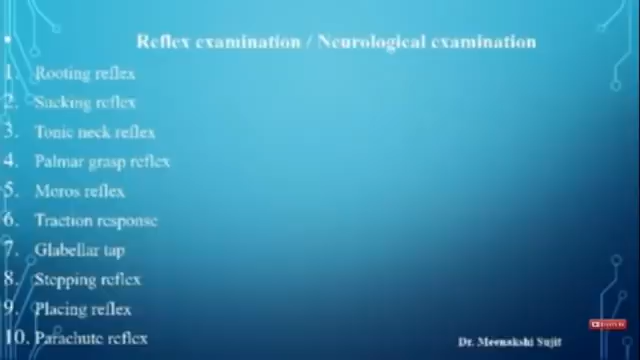 Reflex examination / Neurological examination
1. Rooting reflex
2. Sucking reflex
3. Tonic neck reflex
4. Palmar grasp reflex
5. Moros reflex
6. Traction response
7. Glabellar tap
8. Stepping reflex
9. Placing reflex
10. Parachute reflex
Dr. Meenakshi Sujit